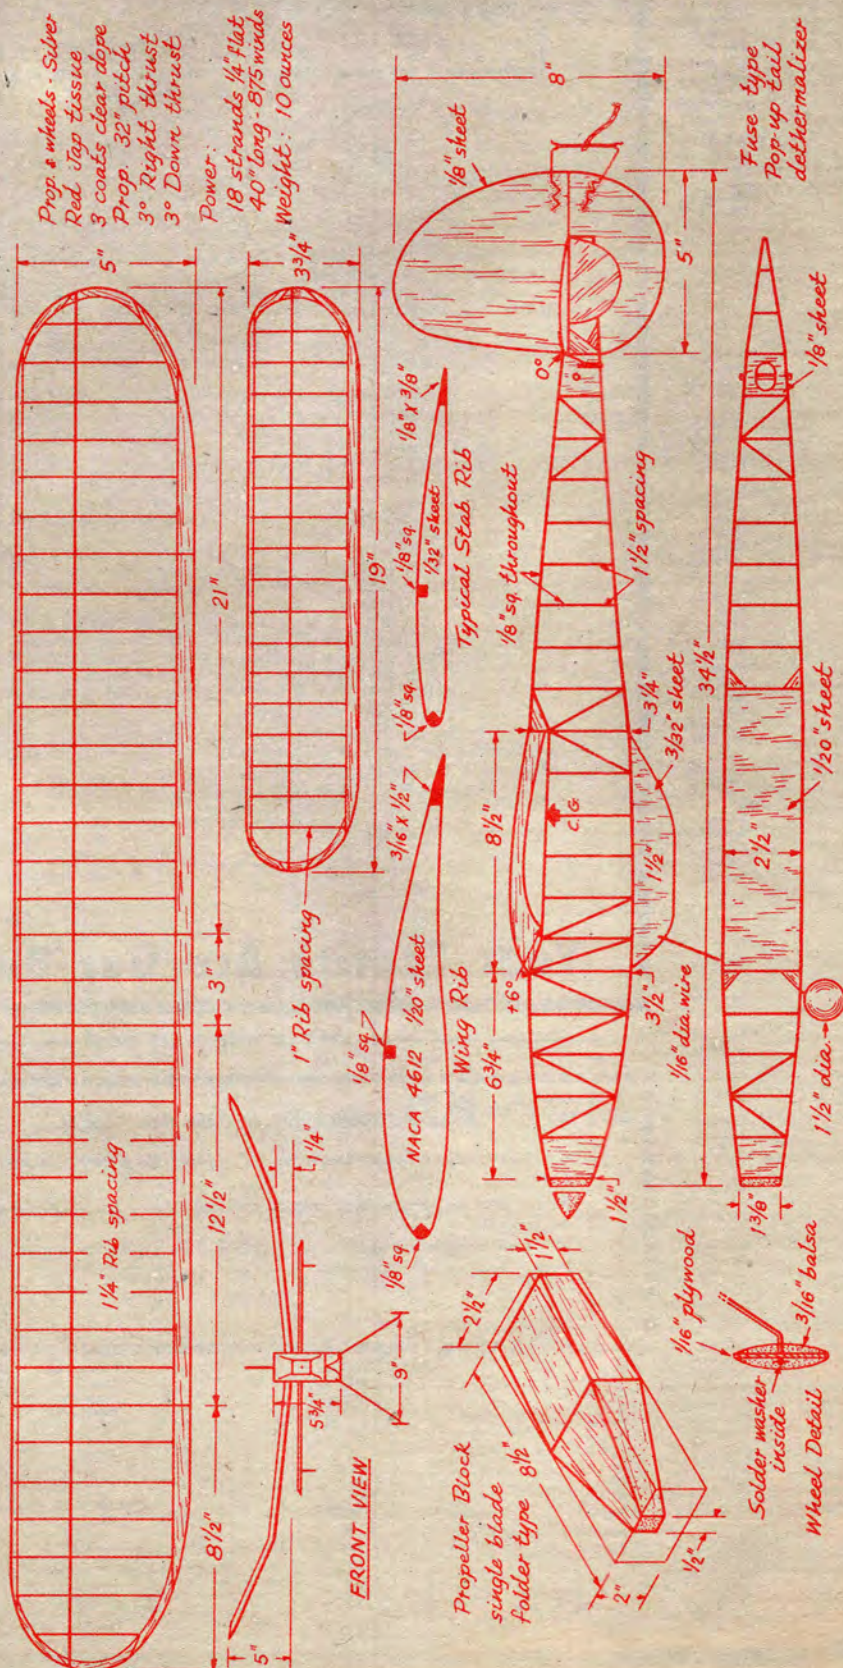 Prop. & wheels - Silver
Red Jap tissue
3 coats clear dope
Prop. 32" pitch
3° Right thrust
3° Down thrust
Power:
18 strands 1/4" flat
40" long - 875 winds
Weight: 10 ounces
5"
21"
3"
12 1/2"
8 1/2"
1 1/4" Rib spacing
3 3/4"
19"
1" Rib spacing
5"
1 1/4"
5 3/4"
9"
FRONT VIEW
1/8" sq.
1/8" sq.
1/32" sheet
1/8" x 3/8"
Typical Stab. Rib
1/8" sq.
1/8" sq.
NACA 4612
1/20" sheet
3/16 x 1/2"
Wing Rib
8"
1/8" sheet
5"
0°
1/8" sq. throughout
1 1/2" spacing
8 1/2"
6 3/4"
+6°
C.G.
3 1/4"
3/32" sheet
1 1/2"
3 1/2"
1/16" dia. wire
1 1/2"
34 1/2"
Fuse type
Pop-up tail
dethermalizer
1/8" sheet
1/20" sheet
2 1/2"
1 3/8"
1 1/2" dia.
Propeller Block
single blade
folder type
2 1/2"
1 1/2"
8 1/2"
2"
1/2"
1/16" plywood
3/16" balsa
Solder washer
inside
Wheel Detail